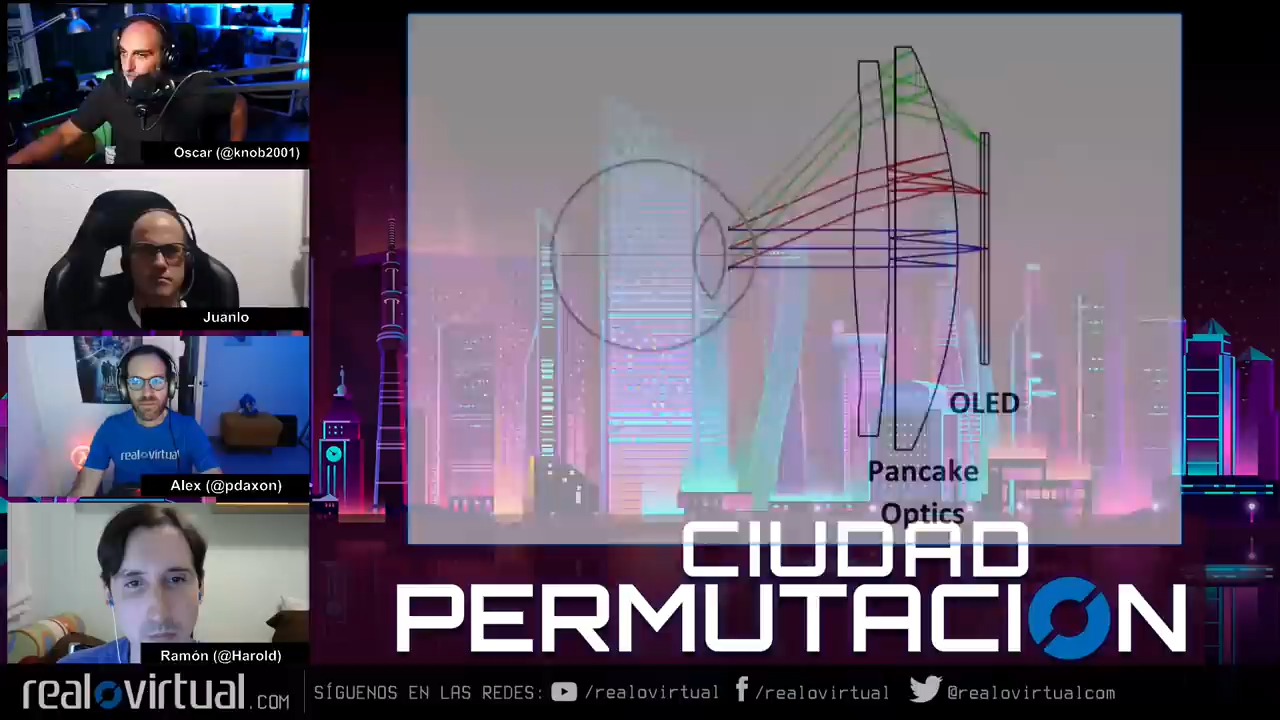 Oscar (@knob2001)
Juanlo
realovirtual
Alex (@pdaxon)
Ramón (@Harold)
OLED
Pancake
Optics
CIUDAD
PERMUTACION
realovirtual.com
SÍGUENOS EN LAS REDES:
/realovirtual
/realovirtual
@realovirtualcom